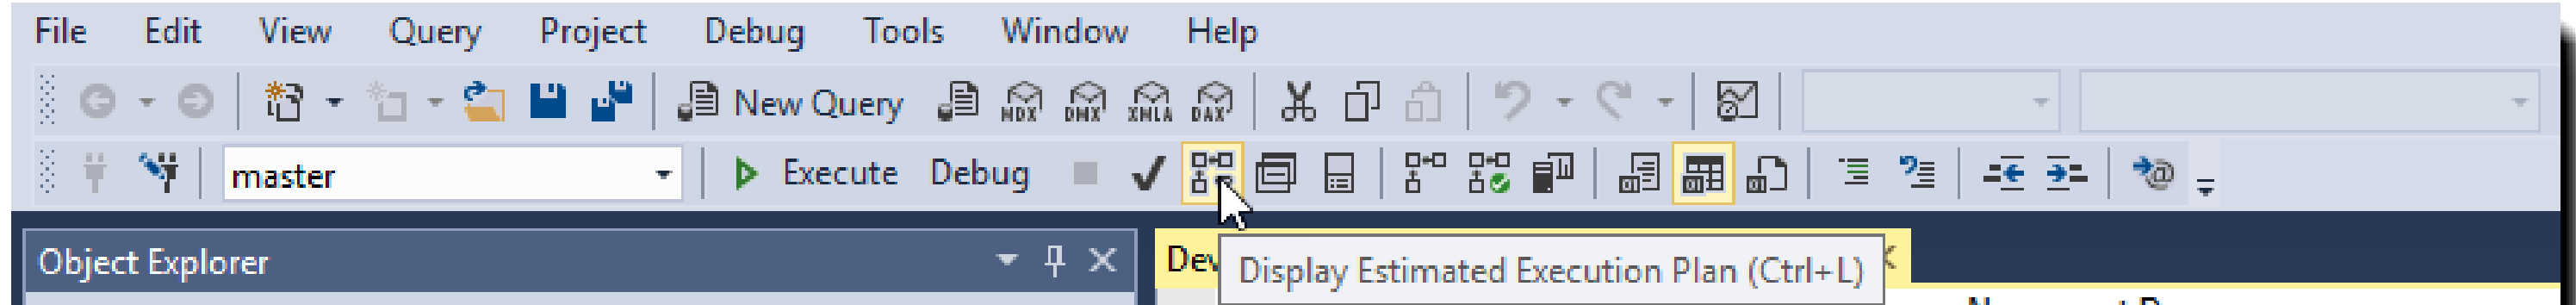 File Edit View Query Project Debug Tools Window Help
New Query MDX DMX XMLA DAX
master Execute Debug
Object Explorer
Display Estimated Execution Plan (Ctrl+L)